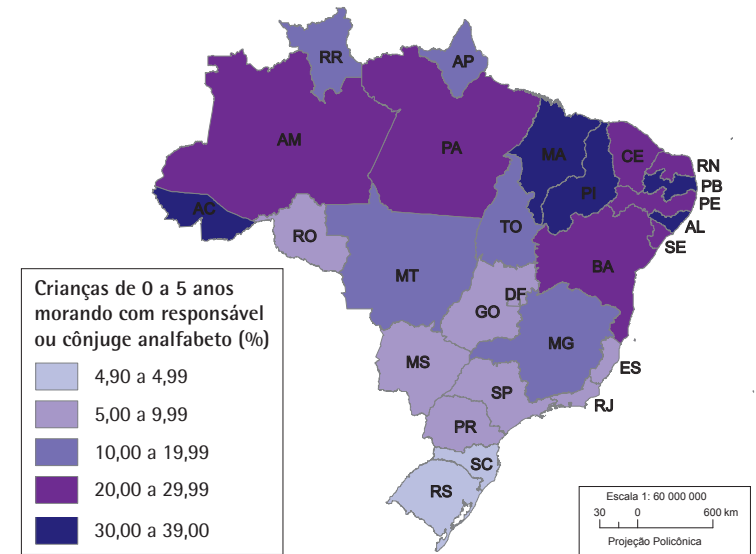 RR
AP
AM
PA
MA
CE
RN
PB
PI
PE
AC
AL
TO
SE
RO
BA
MT
DF
GO
MG
MS
ES
SP
RJ
PR
SC
RS
Crianças de 0 a 5 anos
morando com responsável
ou cônjuge analfabeto (%)
4,90 a 4,99
5,00 a 9,99
10,00 a 19,99
20,00 a 29,99
30,00 a 39,00
Escala 1: 60 000 000
30 0 600 km
Projeção Policônica